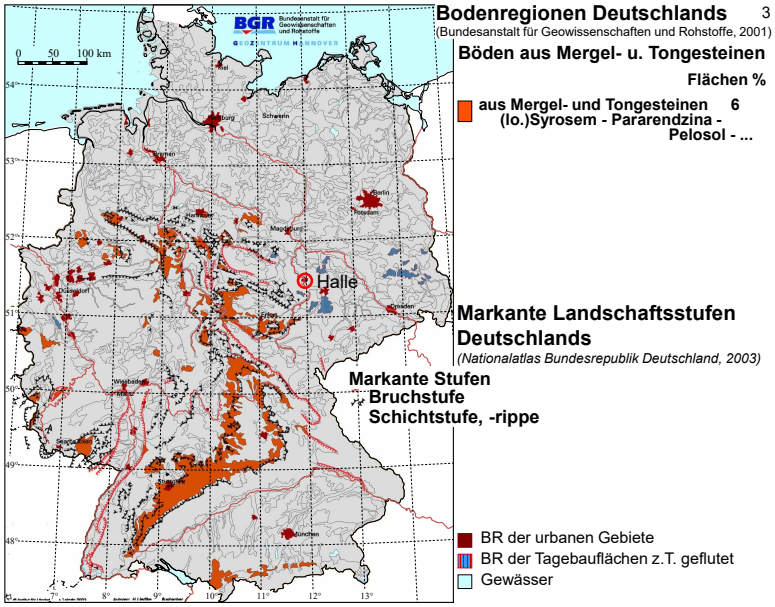 Bodenregionen Deutschlands 3
(Bundesanstalt für Geowissenschaften und Rohstoffe, 2001)
Böden aus Mergel- u. Tongesteinen
Flächen %
aus Mergel- und Tongesteinen 6
(lo.)Syrosem - Pararendzina -
Pelosol - ...
BGR Bundesanstalt für
Geowissenschaften
und Rohstoffe
GEOZENTRUM HANNOVER
0 50 100 km
54°
53°
52°
51°
50°
49°
48°
Kiel
Hamburg
Schwerin
Bremen
Berlin
Potsdam
Hannover
Magdeburg
Halle
Düsseldorf
Dresden
Erfurt
Wiesbaden
Mainz
Saarbrücken
Stuttgart
München
7° 8° 9° 10° 11° 12° 13°
Markante Landschaftsstufen
Deutschlands
(Nationalatlas Bundesrepublik Deutschland, 2003)
Markante Stufen
Bruchstufe
Schichtstufe, -rippe
BR der urbanen Gebiete
BR der Tagebauflächen z.T. geflutet
Gewässer